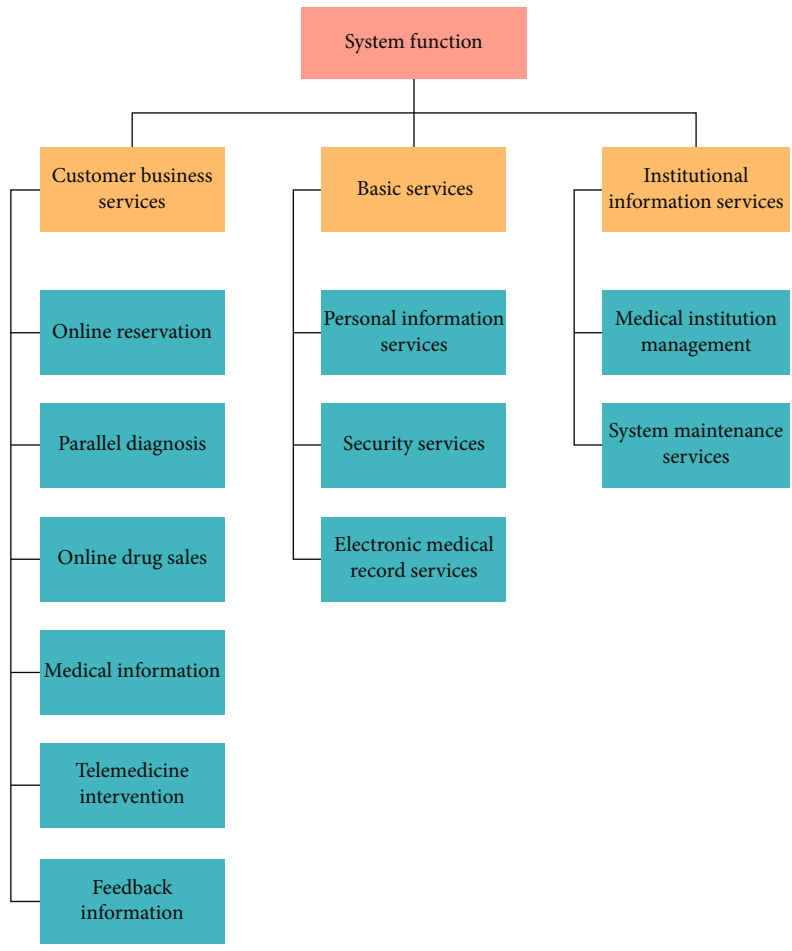 System function
Customer business
services
Basic services
Institutional
information services
Online reservation
Personal information
services
Medical institution
management
Parallel diagnosis
Security services
System maintenance
services
Online drug sales
Electronic medical
record services
Medical information
Telemedicine
intervention
Feedback
information